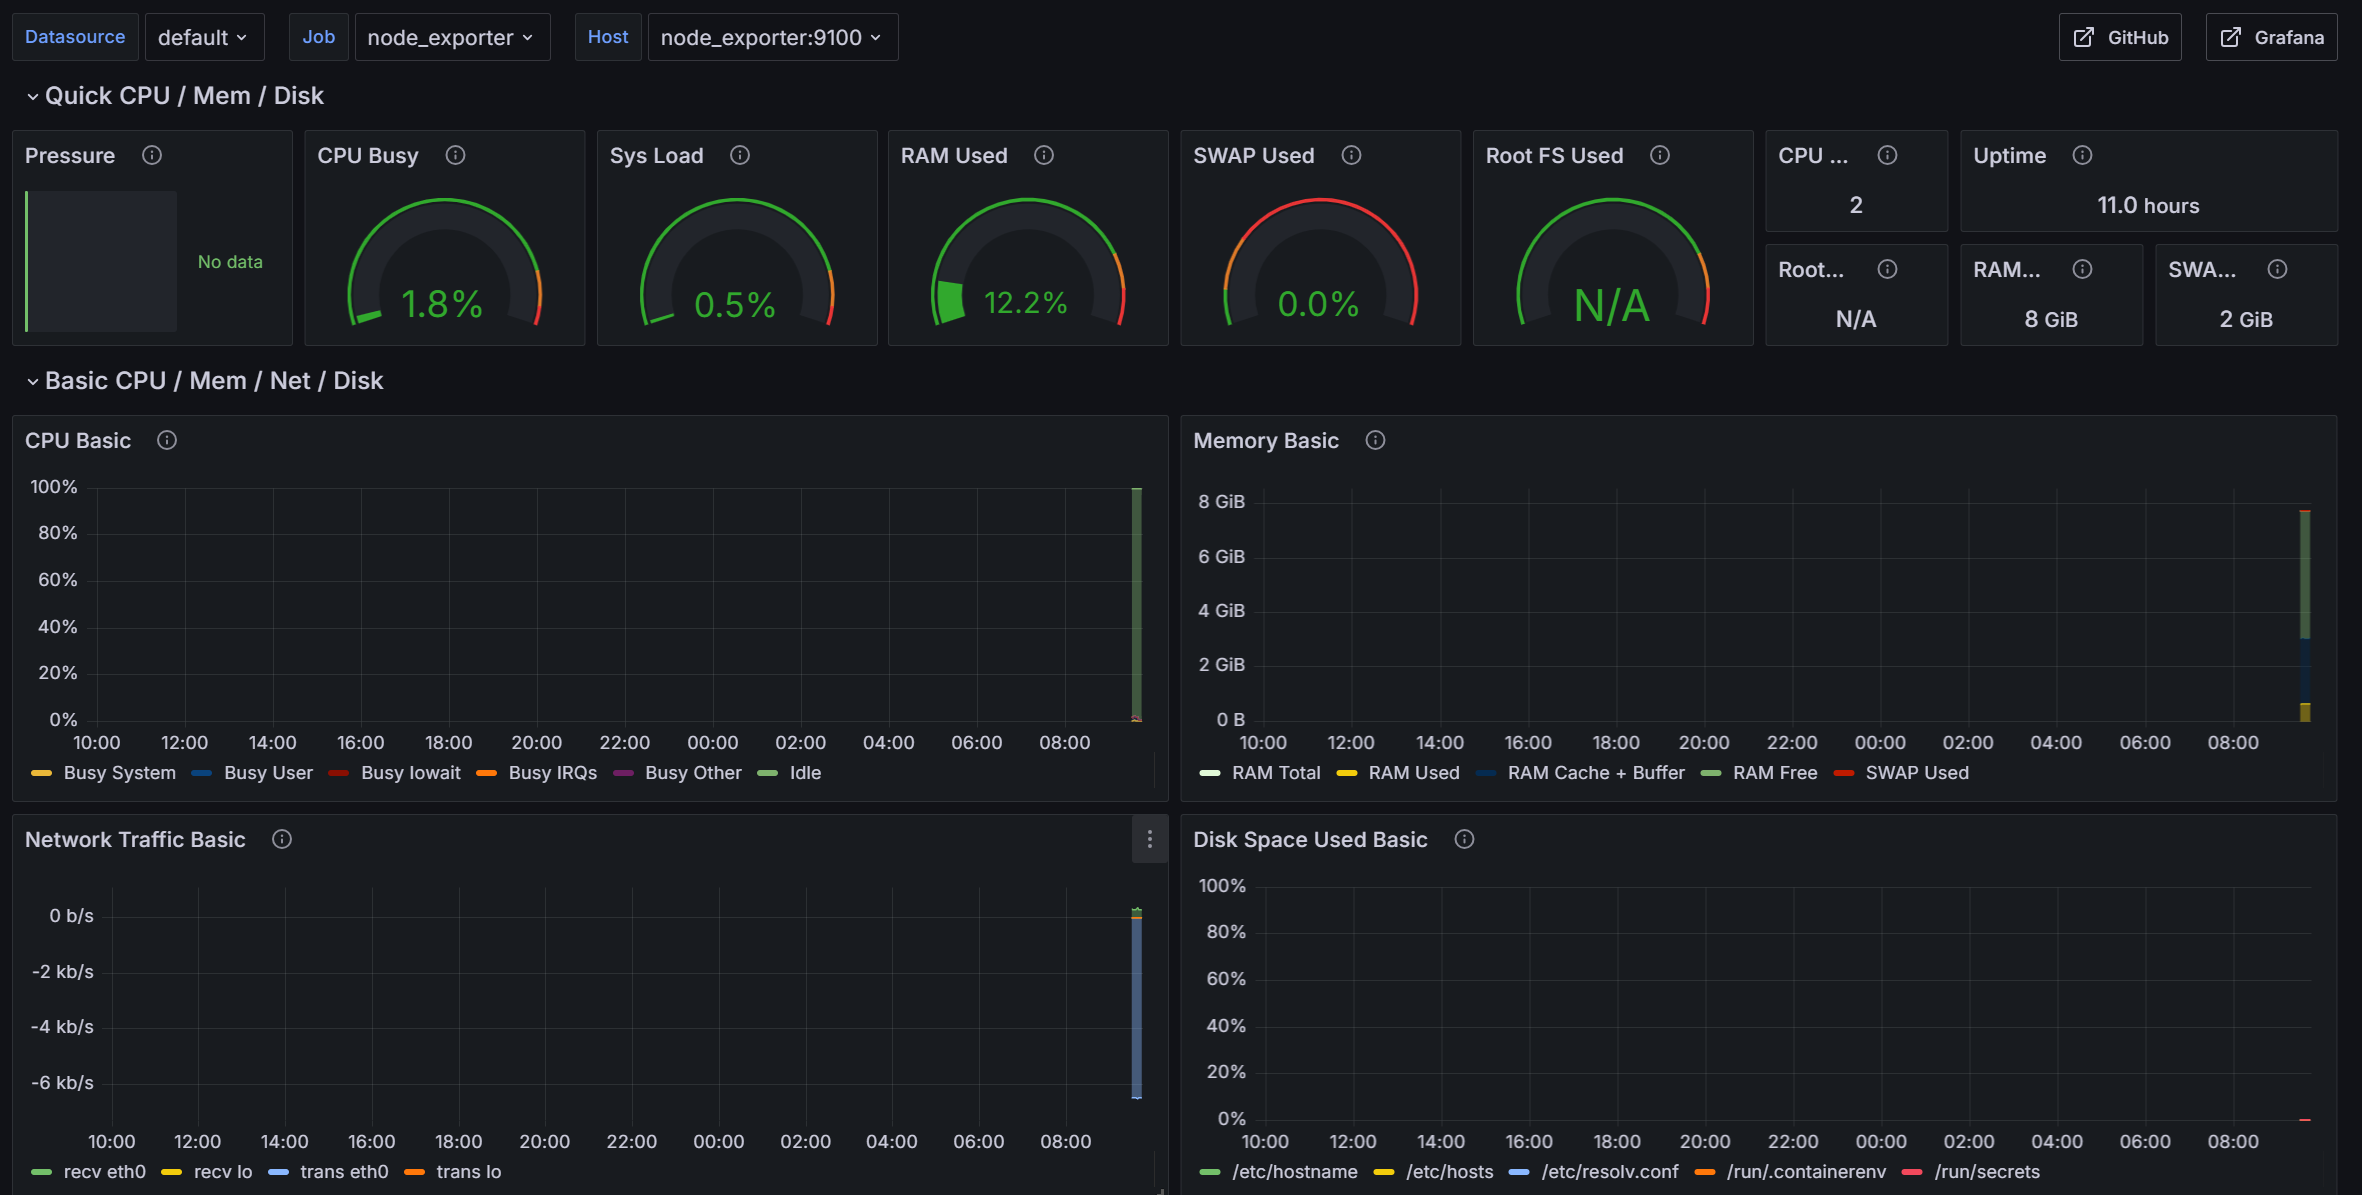 Datasource default Job node_exporter Host node_exporter:9100 GitHub Grafana
Quick CPU / Mem / Disk
Pressure CPU Busy Sys Load RAM Used SWAP Used Root FS Used CPU ... Uptime
2 11.0 hours
No data 1.8% 0.5% 12.2% 0.0% N/A
Root... RAM... SWA...
N/A 8 GiB 2 GiB
Basic CPU / Mem / Net / Disk
CPU Basic
100%
80%
60%
40%
20%
0%
10:00 12:00 14:00 16:00 18:00 20:00 22:00 00:00 02:00 04:00 06:00 08:00
Busy System Busy User Busy Iowait Busy IRQs Busy Other Idle
Memory Basic
8 GiB
6 GiB
4 GiB
2 GiB
0 B
10:00 12:00 14:00 16:00 18:00 20:00 22:00 00:00 02:00 04:00 06:00 08:00
RAM Total RAM Used RAM Cache + Buffer RAM Free SWAP Used
Network Traffic Basic
0 b/s
-2 kb/s
-4 kb/s
-6 kb/s
10:00 12:00 14:00 16:00 18:00 20:00 22:00 00:00 02:00 04:00 06:00 08:00
recv eth0 recv lo trans eth0 trans lo
Disk Space Used Basic
100%
80%
60%
40%
20%
0%
10:00 12:00 14:00 16:00 18:00 20:00 22:00 00:00 02:00 04:00 06:00 08:00
/etc/hostname /etc/hosts /etc/resolv.conf /run/.containerenv /run/secrets